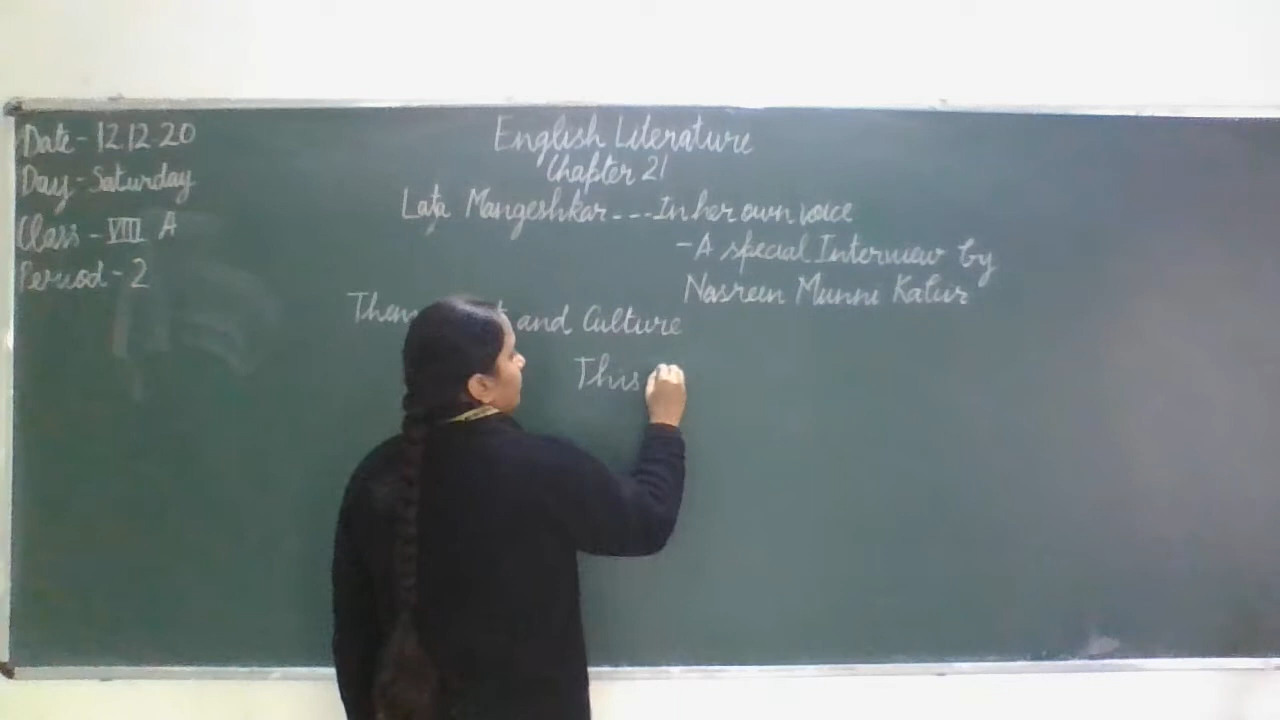 Date - 12.12.20
Day - Saturday
Class - VIII A
Period - 2
English Literature
Chapter 21
Lata Mangeshkar --- In her own voice
- A special Interview by
Nasreen Munni Kabir
and Culture
This